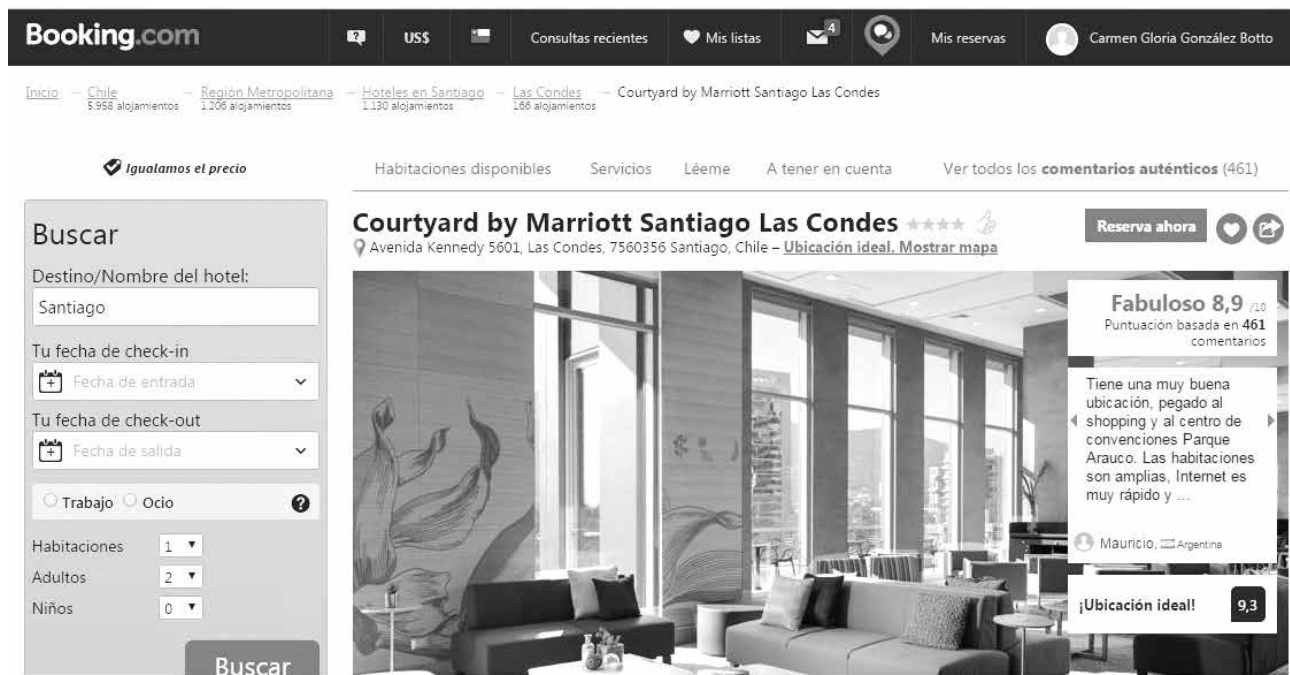 Booking.com
US$
Consultas recientes
Mis listas
4
Mis reservas
Carmen Gloria González Botto
Inicio – Chile – Región Metropolitana – Hoteles en Santiago – Las Condes – Courtyard by Marriott Santiago Las Condes
5.958 alojamientos 1.206 alojamientos 1.130 alojamientos 166 alojamientos
Igualamos el precio
Habitaciones disponibles Servicios Léeme A tener en cuenta Ver todos los comentarios auténticos (461)
Buscar
Destino/Nombre del hotel:
Santiago
Tu fecha de check-in
Fecha de entrada
Tu fecha de check-out
Fecha de salida
Trabajo Ocio ?
Habitaciones 1
Adultos 2
Niños 0
Buscar
Courtyard by Marriott Santiago Las Condes
Reserva ahora
Avenida Kennedy 5601, Las Condes, 7560356 Santiago, Chile – Ubicación ideal. Mostrar mapa
Fabuloso 8,9 /10
Puntuación basada en 461
comentarios
Tiene una muy buena
ubicación, pegado al
shopping y al centro de
convenciones Parque
Arauco. Las habitaciones
son amplias, Internet es
muy rápido y ...
Mauricio, Argentina
¡Ubicación ideal! 9,3